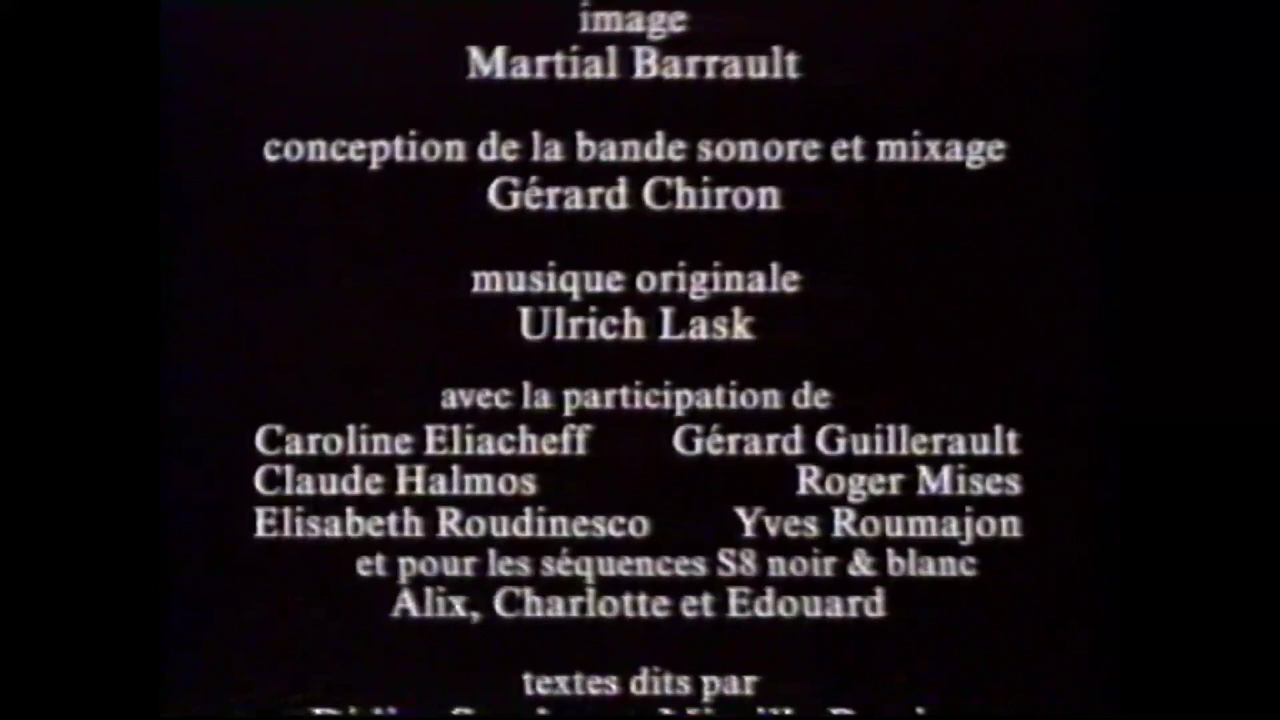 image
Martial Barrault
conception de la bande sonore et mixage
Gérard Chiron
musique originale
Ulrich Lask
avec la participation de
Caroline Eliacheff Gérard Guillerault
Claude Halmos Roger Mises
Elisabeth Roudinesco Yves Roumajon
et pour les séquences S8 noir & blanc
Alix, Charlotte et Edouard
textes dits par